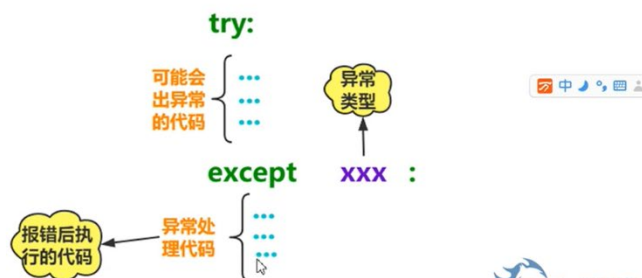 try:
可能会
出异常
的代码
...
...
...
异常
类型
中
except xxx :
报错后执
行的代码
异常处
理代码
...
...
...